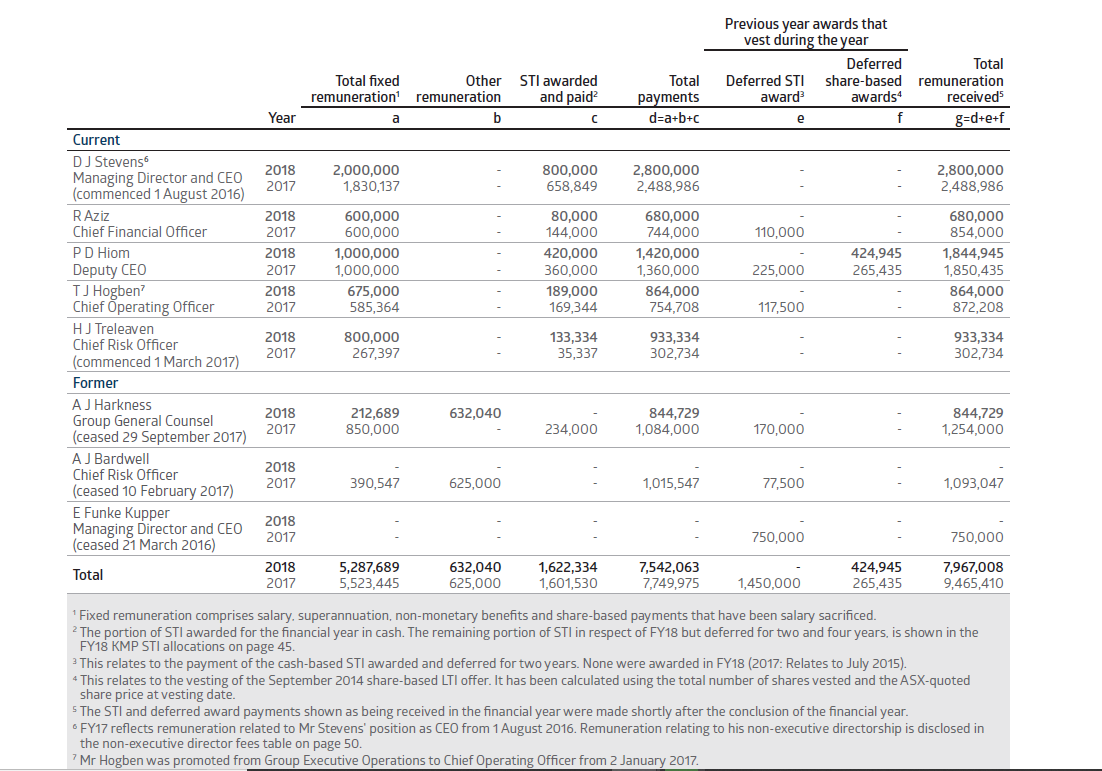 Previous year awards that
vest during the year
Total fixed remuneration¹ Other remuneration STI awarded and paid² Total payments Deferred STI award³ Deferred share-based awards⁴ Total remuneration received⁵
Year a b c d=a+b+c e f g=d+e+f
Current
D J Stevens⁶
Managing Director and CEO
(commenced 1 August 2016)
2018 2,000,000 - 800,000 2,800,000 - - 2,800,000
2017 1,830,137 - 658,849 2,488,986 - - 2,488,986
R Aziz 2018 600,000 - 80,000 680,000 - - 680,000
Chief Financial Officer 2017 600,000 - 144,000 744,000 110,000 - 854,000
P D Hiom 2018 1,000,000 - 420,000 1,420,000 - 424,945 1,844,945
Deputy CEO 2017 1,000,000 - 360,000 1,360,000 225,000 265,435 1,850,435
T J Hogben⁷ 2018 675,000 - 189,000 864,000 - - 864,000
Chief Operating Officer 2017 585,364 - 169,344 754,708 117,500 - 872,208
H J Treleaven
Chief Risk Officer
(commenced 1 March 2017)
2018 800,000 - 133,334 933,334 - - 933,334
2017 267,397 - 35,337 302,734 - - 302,734
Former
A J Harkness
Group General Counsel
(ceased 29 September 2017)
2018 212,689 632,040 - 844,729 - - 844,729
2017 850,000 - 234,000 1,084,000 170,000 - 1,254,000
A J Bardwell
Chief Risk Officer
(ceased 10 February 2017)
2018 - - - - - - -
2017 390,547 625,000 - 1,015,547 77,500 - 1,093,047
E Funke Kupper
Managing Director and CEO
(ceased 21 March 2016)
2018 - - - - - - -
2017 - - - - 750,000 - 750,000
Total
2018 5,287,689 632,040 1,622,334 7,542,063 - 424,945 7,967,008
2017 5,523,445 625,000 1,601,530 7,749,975 1,450,000 265,435 9,465,410
¹ Fixed remuneration comprises salary, superannuation, non-monetary benefits and share-based payments that have been salary sacrificed.
² The portion of STI awarded for the financial year in cash. The remaining portion of STI in respect of FY18 but deferred for two and four years, is shown in the
FY18 KMP STI allocations on page 45.
³ This relates to the payment of the cash-based STI awarded and deferred for two years. None were awarded in FY18 (2017: Relates to July 2015).
⁴ This relates to the vesting of the September 2014 share-based LTI offer. It has been calculated using the total number of shares vested and the ASX-quoted
share price at vesting date.
⁵ The STI and deferred award payments shown as being received in the financial year were made shortly after the conclusion of the financial year.
⁶ FY17 reflects remuneration related to Mr Stevens' position as CEO from 1 August 2016. Remuneration relating to his non-executive directorship is disclosed in
the non-executive director fees table on page 50.
⁷ Mr Hogben was promoted from Group Executive Operations to Chief Operating Officer from 2 January 2017.